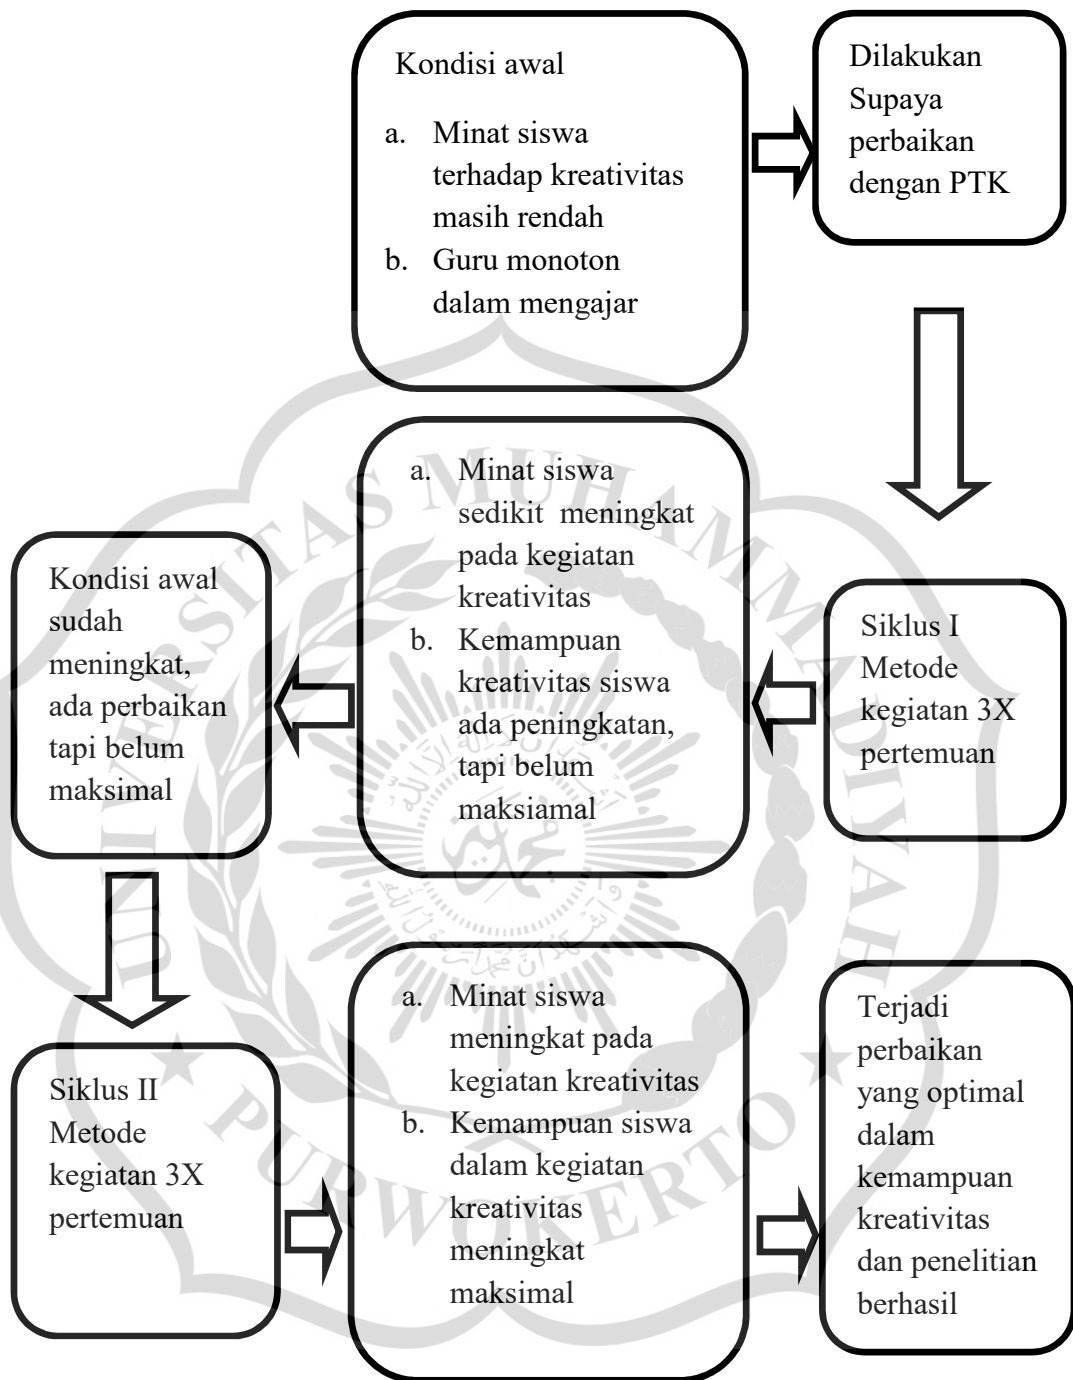 Kondisi awal
a. Minat siswa
terhadap kreativitas
masih rendah
b. Guru monoton
dalam mengajar
Dilakukan
Supaya
perbaikan
dengan PTK
Siklus I
Metode
kegiatan 3X
pertemuan
a. Minat siswa
sedikit meningkat
pada kegiatan
kreativitas
b. Kemampuan
kreativitas siswa
ada peningkatan,
tapi belum
maksiamal
Kondisi awal
sudah
meningkat,
ada perbaikan
tapi belum
maksimal
Siklus II
Metode
kegiatan 3X
pertemuan
a. Minat siswa
meningkat pada
kegiatan kreativitas
b. Kemampuan siswa
dalam kegiatan
kreativitas
meningkat
maksimal
Terjadi
perbaikan
yang optimal
dalam
kemampuan
kreativitas
dan penelitian
berhasil
UNIVERSITAS MUHAMMADIYAH
PURWOKERTO